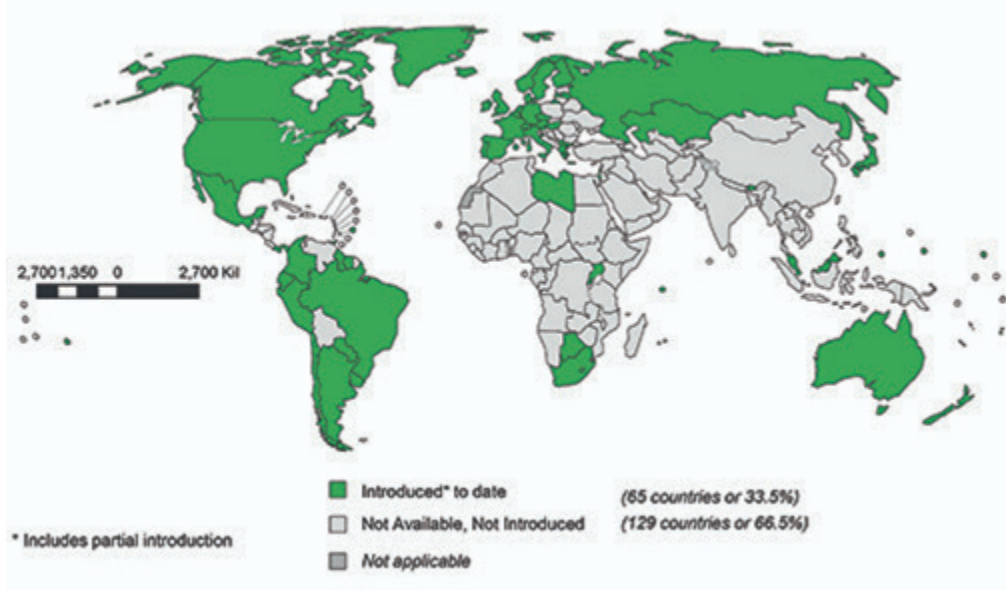 2,7001,350 0 2,700 Kil
Introduced* to date (65 countries or 33.5%)
Not Available, Not Introduced (129 countries or 66.5%)
* Includes partial introduction
Not applicable